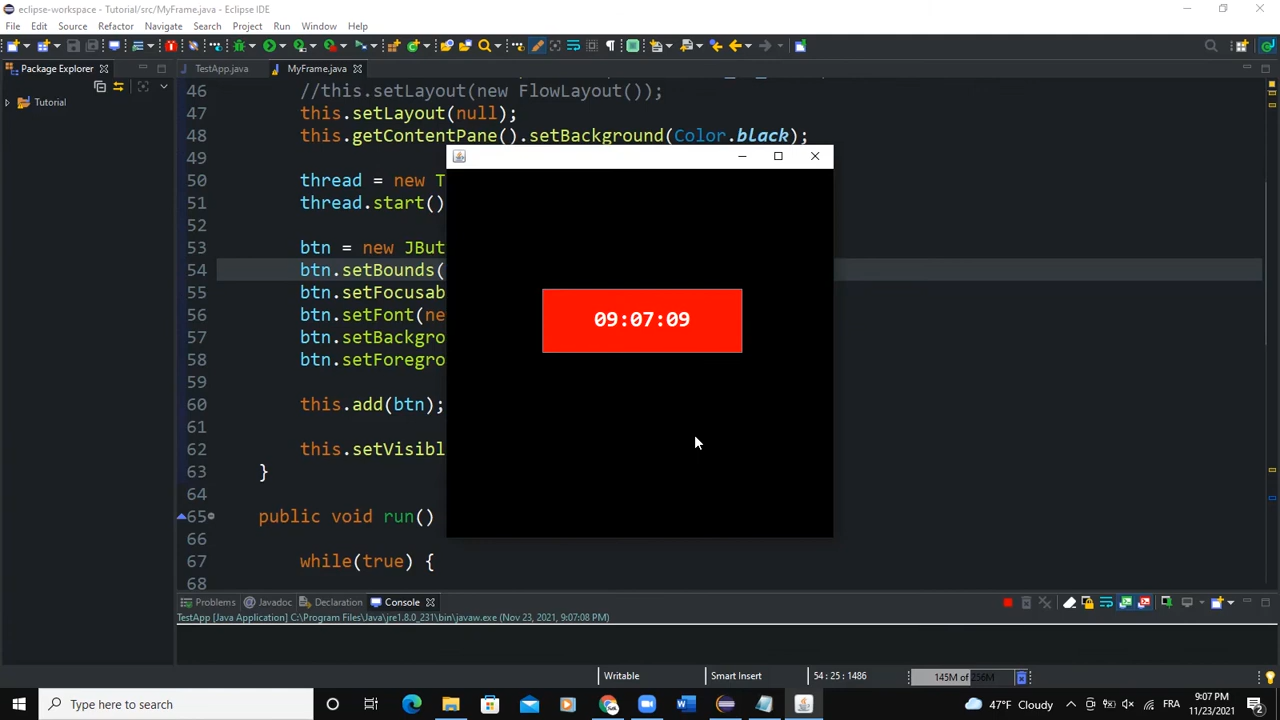 eclipse-workspace - Tutorial/src/MyFrame.java - Eclipse IDE
File Edit Source Refactor Navigate Search Project Run Window Help
Package Explorer
TestApp.java
MyFrame.java
Tutorial
46 //this.setLayout(new FlowLayout());
47 this.setLayout(null);
48 this.getContentPane().setBackground(Color.black);
49
50 thread = new T
51 thread.start()
52
53 btn = new JBut
54 btn.setBounds(
55 btn.setFocusab
56 btn.setFont(ne
57 btn.setBackgro
58 btn.setForegro
59
60 this.add(btn);
61
62 this.setVisibl
63 }
64
65 public void run()
66
67 while(true) {
68
09:07:09
Problems Javadoc Declaration Console
TestApp [Java Application] C:\Program Files\Java\jre1.8.0_231\bin\javaw.exe (Nov 23, 2021, 9:07:08 PM)
Writable Smart Insert 54 : 25 : 1486 145M of 256M
Type here to search
47°F Cloudy FRA 9:07 PM
11/23/2021
2